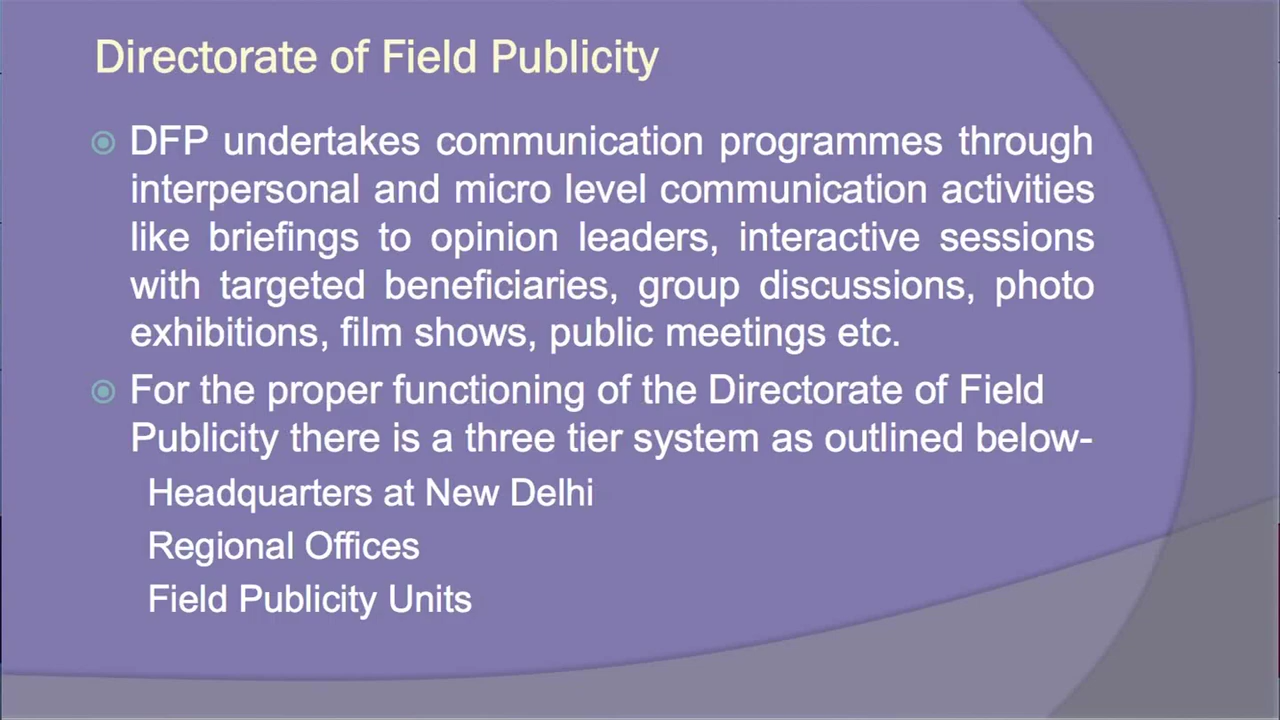 Directorate of Field Publicity
DFP undertakes communication programmes through
interpersonal and micro level communication activities
like briefings to opinion leaders, interactive sessions
with targeted beneficiaries, group discussions, photo
exhibitions, film shows, public meetings etc.
For the proper functioning of the Directorate of Field
Publicity there is a three tier system as outlined below-
Headquarters at New Delhi
Regional Offices
Field Publicity Units